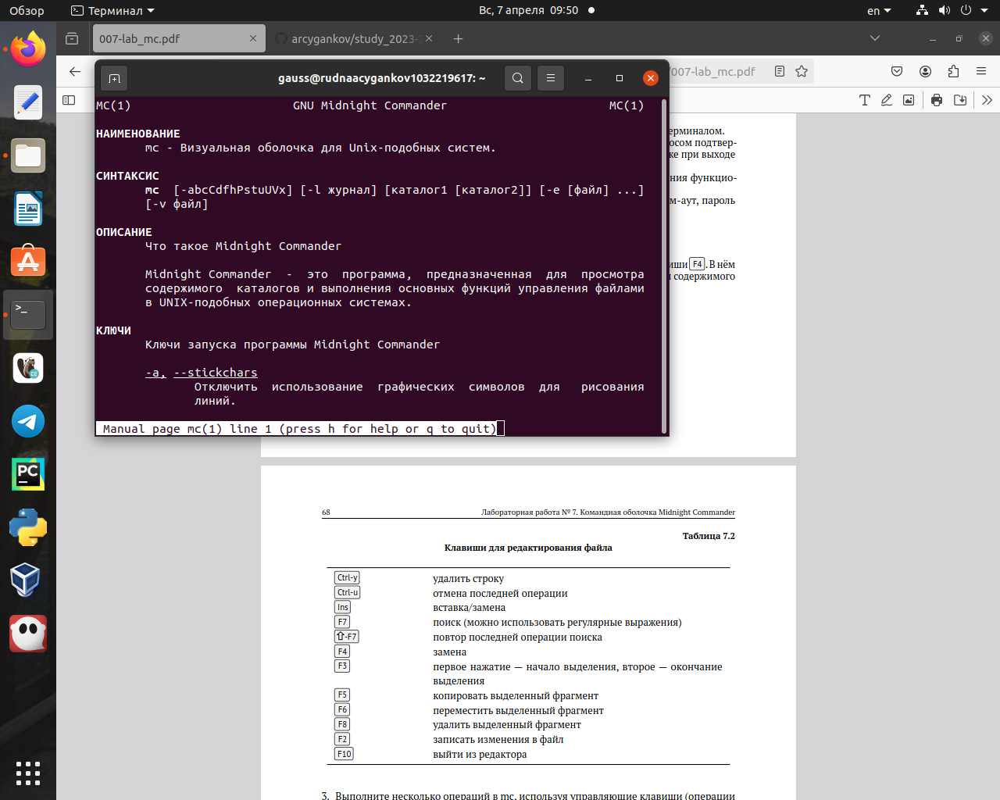 Обзор
Терминал
Вс, 7 апреля 09:50
en
007-lab_mc.pdf
arcygankov/study_2023-2
/007-lab_mc.pdf
gauss@rudnaacygankov1032219617: ~
MC(1) GNU Midnight Commander MC(1)
НАИМЕНОВАНИЕ
mc - Визуальная оболочка для Unix-подобных систем.
СИНТАКСИС
mc [-abcCdfhPstuUVx] [-l журнал] [каталог1 [каталог2]] [-e [файл] ...]
[-v файл]
ОПИСАНИЕ
Что такое Midnight Commander
Midnight Commander - это программа, предназначенная для просмотра
содержимого каталогов и выполнения основных функций управления файлами
в UNIX-подобных операционных системах.
КЛЮЧИ
Ключи запуска программы Midnight Commander
-a, --stickchars
Отключить использование графических символов для рисования
линий.
Manual page mc(1) line 1 (press h for help or q to quit)
ерминалом.
осом подтвер-
же при выходе
ния функцио-
м-аут, пароль
иши F4. В нём
содержимого
68 Лабораторная работа № 7. Командная оболочка Midnight Commander
Таблица 7.2
Клавиши для редактирования файла
Ctrl-y удалить строку
Ctrl-u отмена последней операции
Ins вставка/замена
F7 поиск (можно использовать регулярные выражения)
⇧-F7 повтор последней операции поиска
F4 замена
F3 первое нажатие — начало выделения, второе — окончание
выделения
F5 копировать выделенный фрагмент
F6 переместить выделенный фрагмент
F8 удалить выделенный фрагмент
F2 записать изменения в файл
F10 выйти из редактора
3. Выполните несколько операций в mc, используя управляющие клавиши (операции
>_
CE
PC